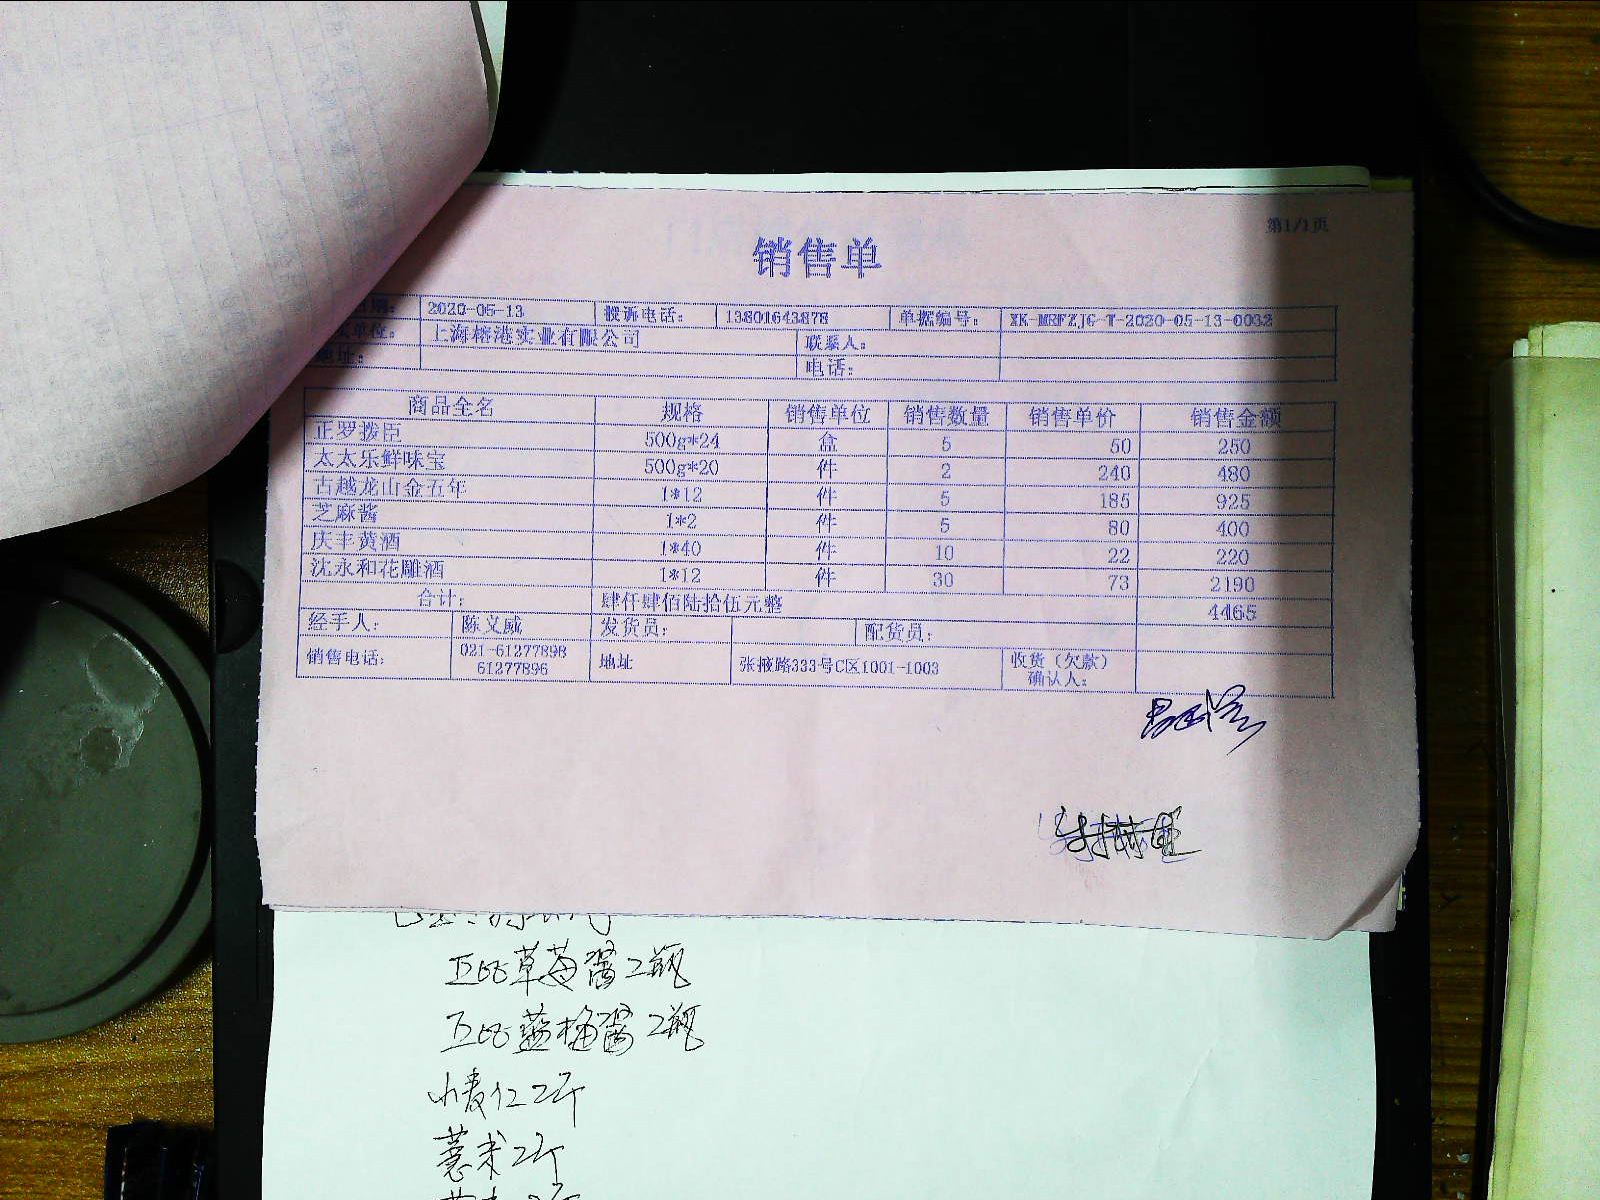 第1/1页
销售单
2020-05-13 投诉电话： 13801643878 单据编号： XK-MRFZJG-T-2020-05-13-0032
单位： 上海榕港实业有限公司 联系人：
地址： 电话：
商品全名 规格 销售单位 销售数量 销售单价 销售金额
正罗拨臣 500g*24 盒 5 50 250
太太乐鲜味宝 500g*20 件 2 240 480
古越龙山金五年 1*12 件 5 185 925
芝麻酱 1*2 件 5 80 400
庆丰黄酒 1*40 件 10 22 220
沈永和花雕酒 1*12 件 30 73 2190
合计： 肆仟肆佰陆拾伍元整 4465
经手人： 陈文威 发货员： 配货员：
销售电话： 021-61277898 61277896 地址 张掖路333号C区1001-1003 收货（欠款）确认人：
草莓酱2瓶
蓝梅酱2瓶
小麦仁2斤
薏米2斤